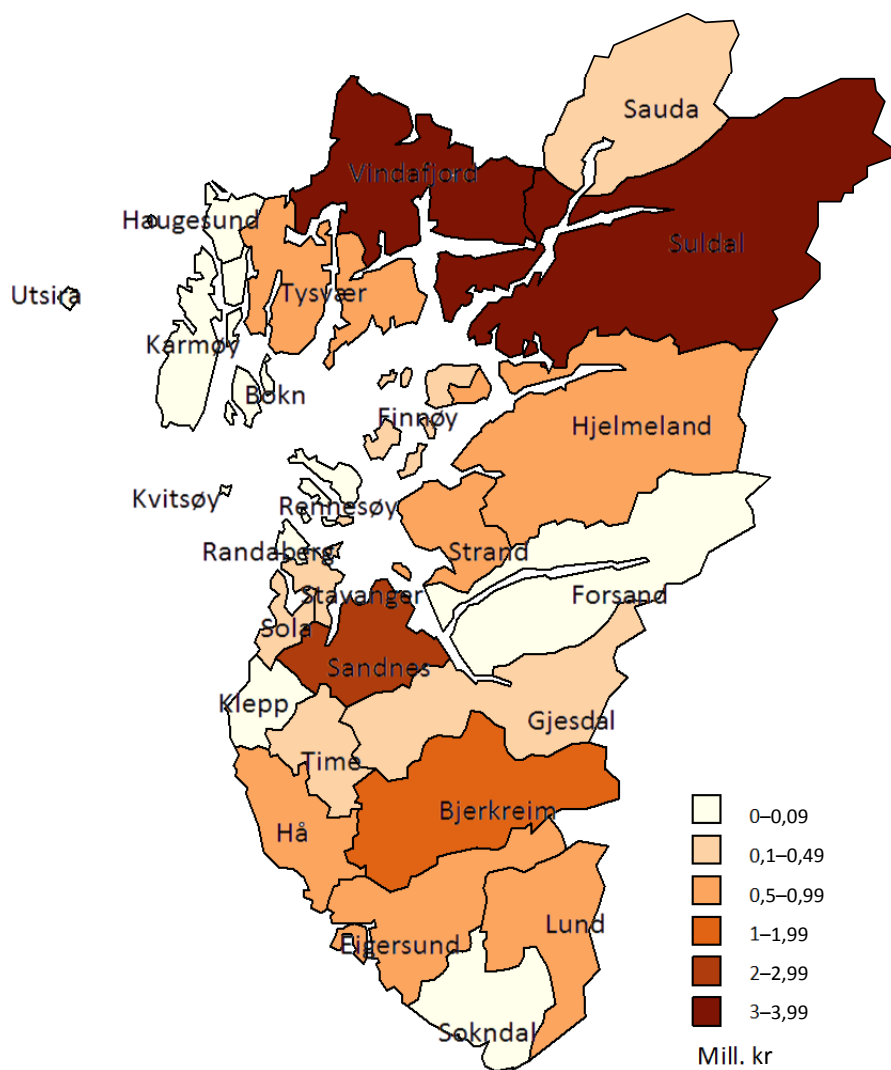 Sauda
Vindafjord
Haugesund
Suldal
Utsira
Tysvær
Karmøy
Bokn
Finnøy
Hjelmeland
Kvitsøy
Rennesøy
Randaberg
Strand
Stavanger
Forsand
Sola
Sandnes
Klepp
Gjesdal
Time
Bjerkreim
Hå
Lund
Eigersund
Sokndal
0–0,09
0,1–0,49
0,5–0,99
1–1,99
2–2,99
3–3,99
Mill. kr